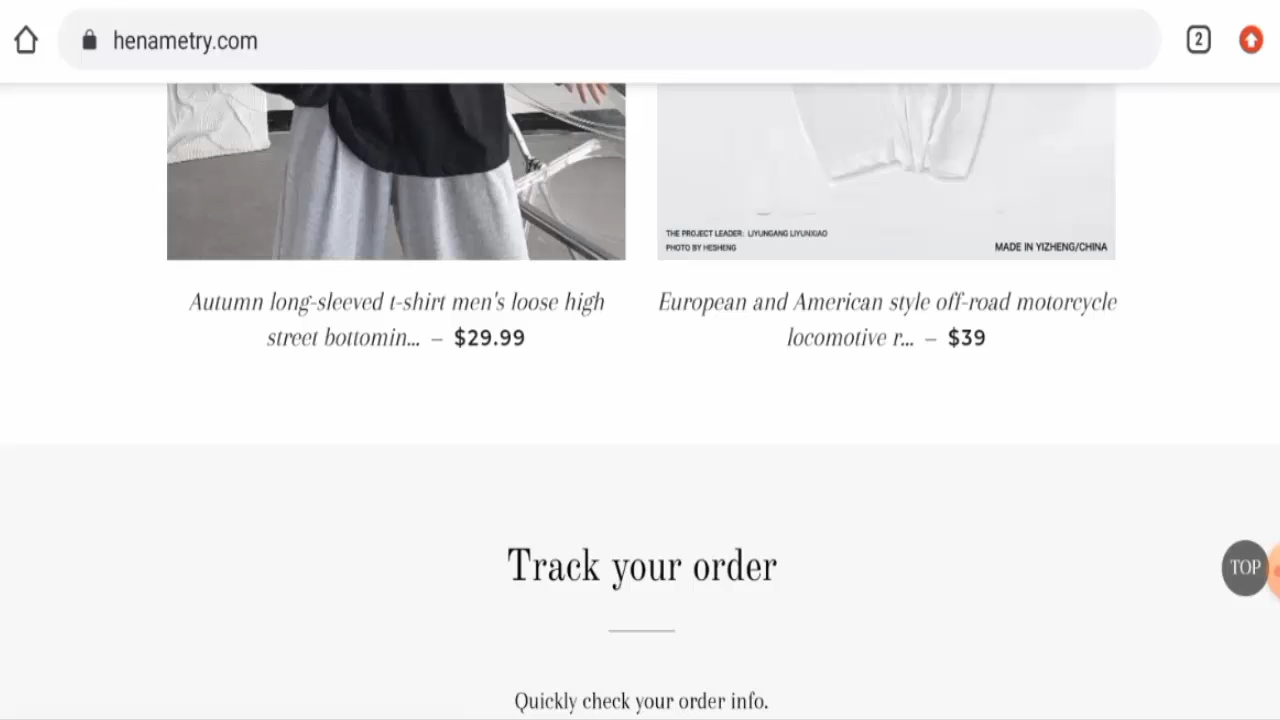 henametry.com
2
THE PROJECT LEADER: LIYUNGANG LIYUNXIAO
PHOTO BY HESHENG
MADE IN YIZHENG/CHINA
Autumn long-sleeved t-shirt men's loose high
street bottomin... – $29.99
European and American style off-road motorcycle
locomotive r... – $39
Track your order
TOP
Quickly check your order info.